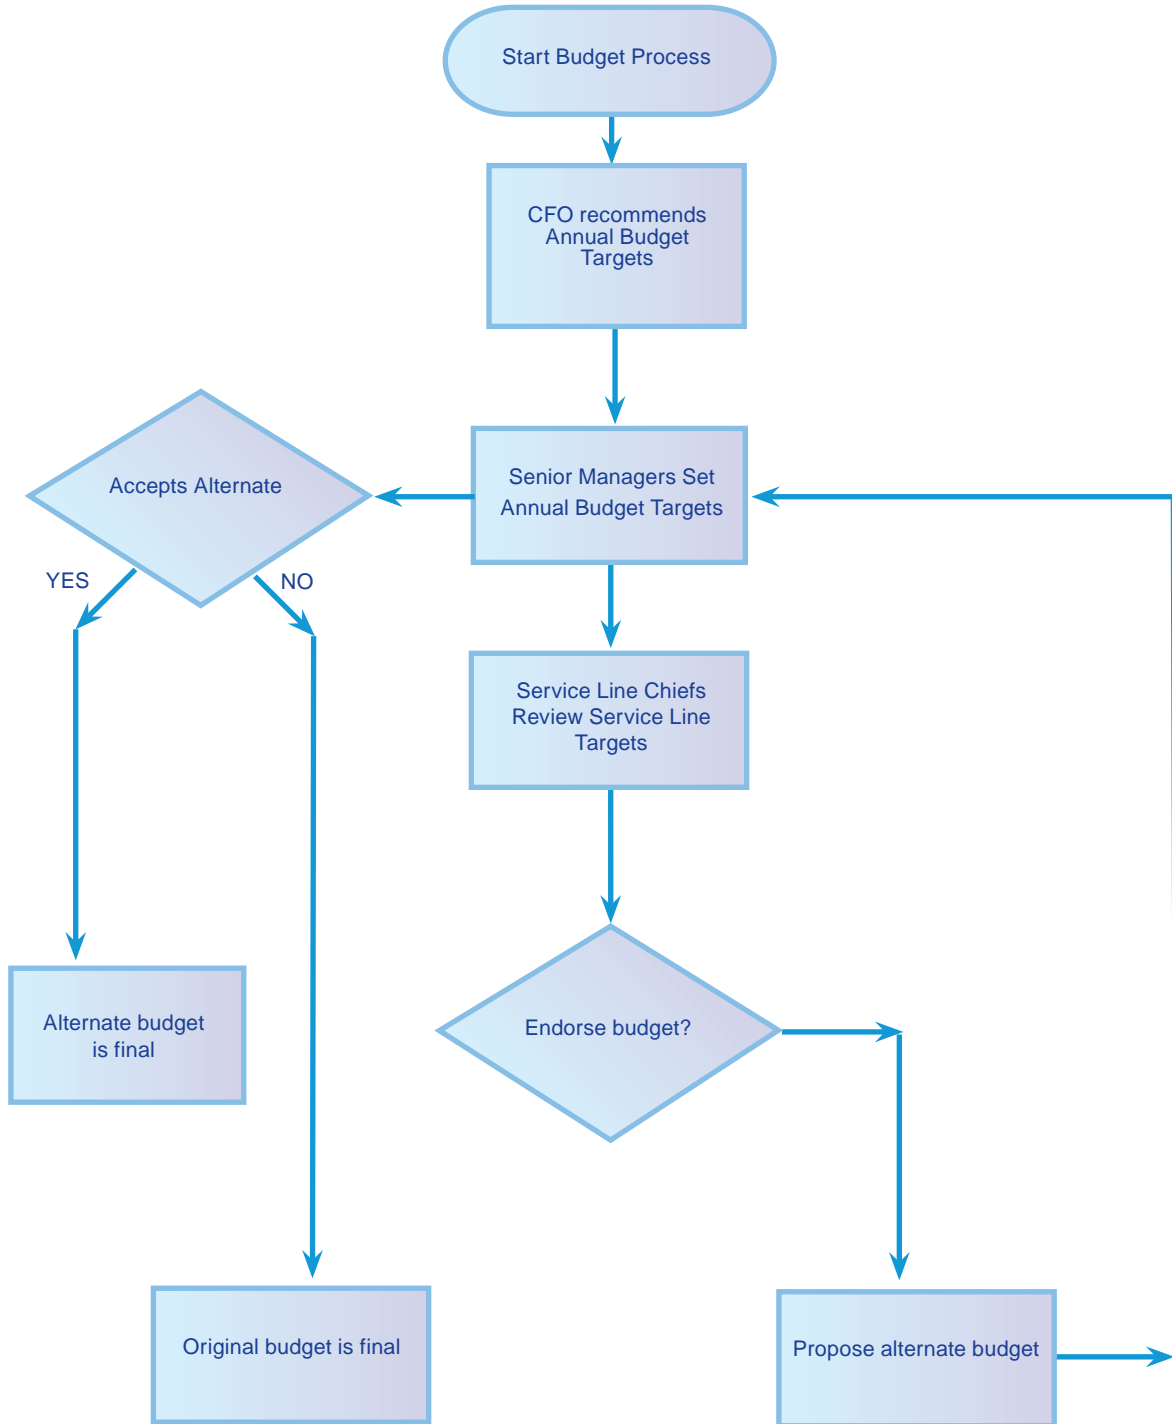 Start Budget Process
CFO recommends
Annual Budget
Targets
Accepts Alternate
Senior Managers Set
Annual Budget Targets
YES
NO
Service Line Chiefs
Review Service Line
Targets
Alternate budget
is final
Endorse budget?
Original budget is final
Propose alternate budget